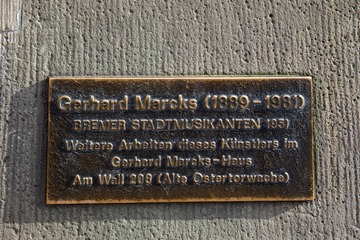 Gerhard Marcks (1889-1981)
BREMER STADTMUSIKANTEN 1951
Weitere Arbeiten dieses Künstlers im
Gerhard Marcks-Haus
Am Wall 208 (Alte Ostertorwache)